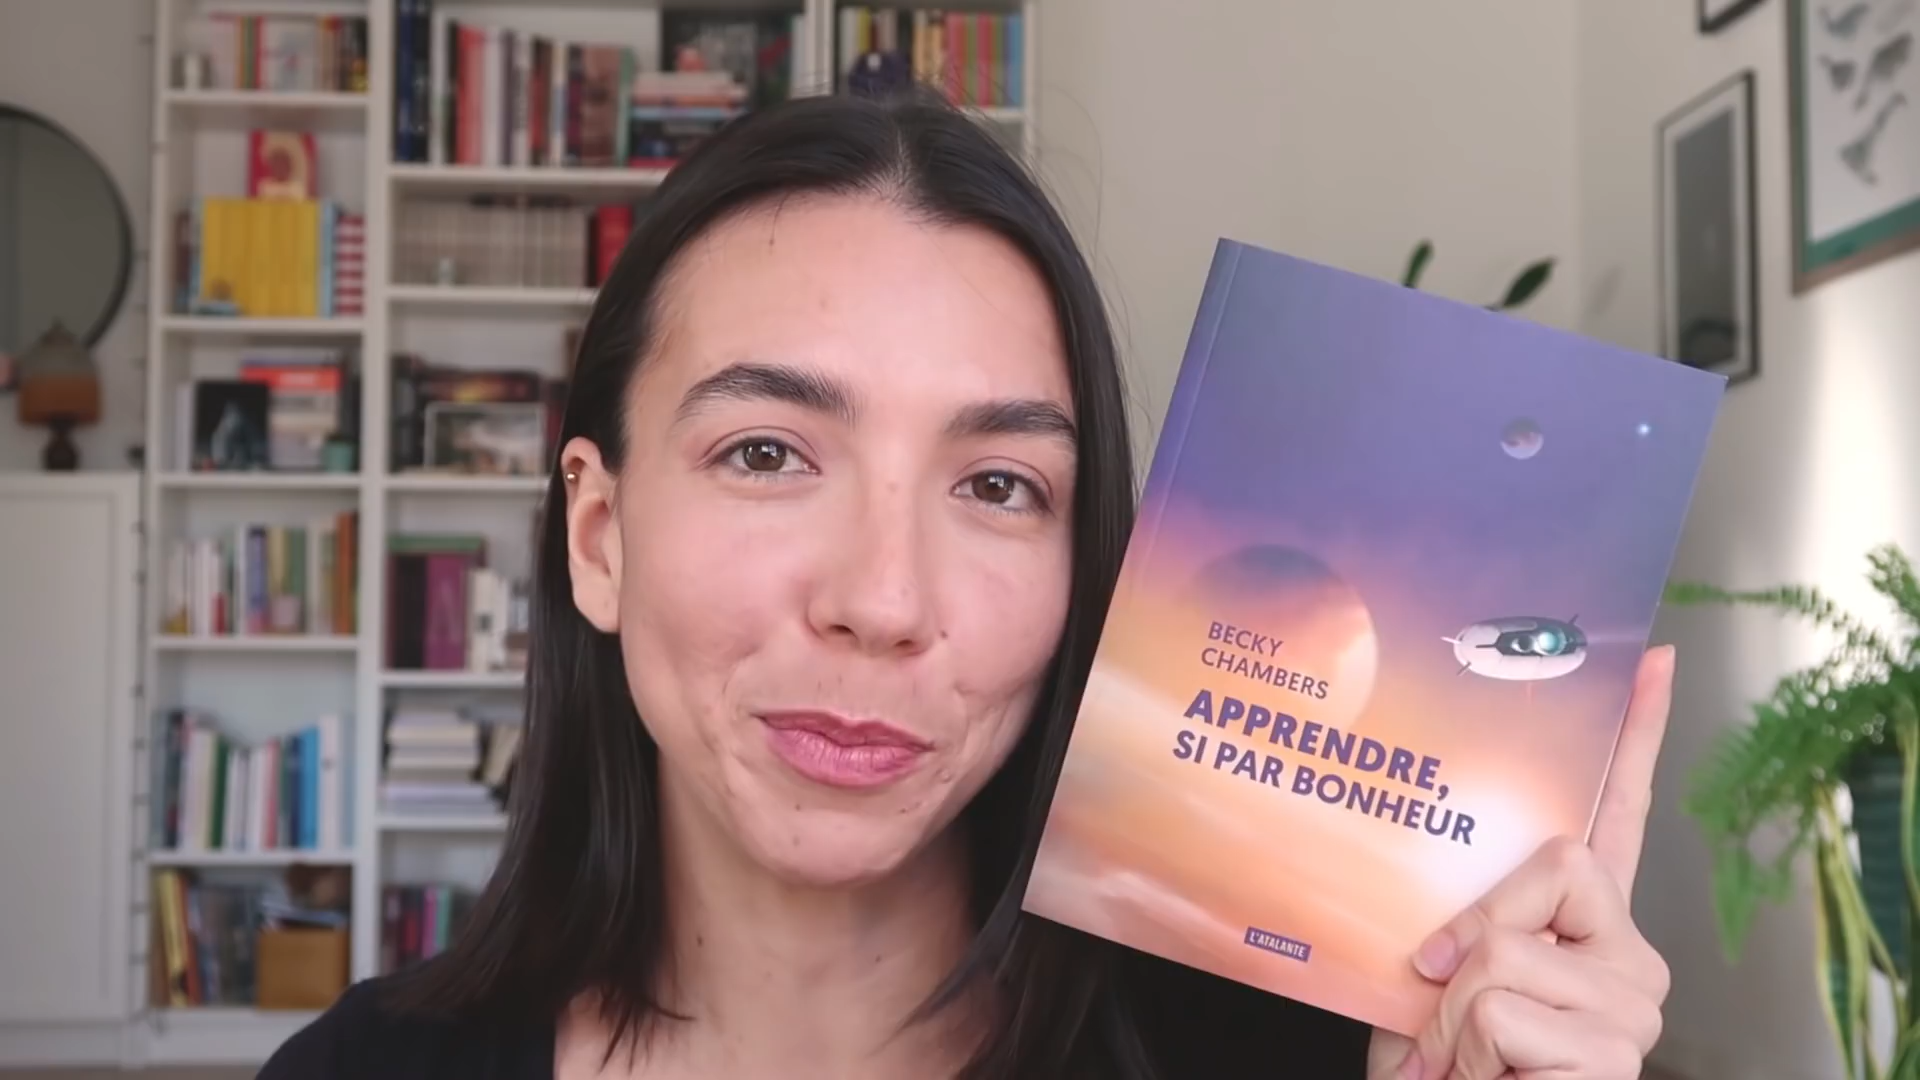 BECKY
CHAMBERS
APPRENDRE,
SI PAR BONHEUR
L'ATALANTE